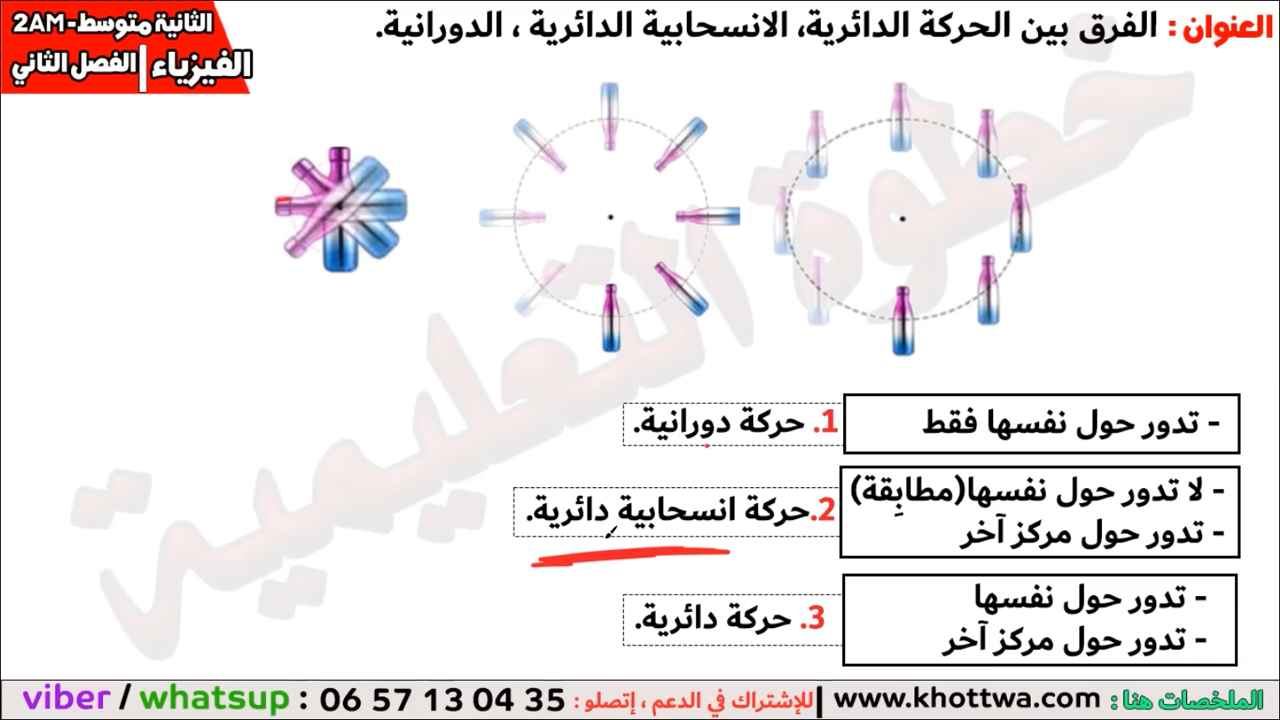 العنوان : الفرق بين الحركة الدائرية، الانسحابية الدائرية ، الدورانية.
الثانية متوسط-2AM
الفيزياء | الفصل الثاني
خطوة التعليمية
- تدور حول نفسها فقط
1. حركة دورانية.
- لا تدور حول نفسها(مطابِقة)
- تدور حول مركز آخر
2.حركة انسحابية دائرية.
- تدور حول نفسها
- تدور حول مركز آخر
3. حركة دائرية.
الملخصات هنا : www.khottwa.com | للإشتراك في الدعم ، إتصلو : viber / whatsup : 06 57 13 04 35